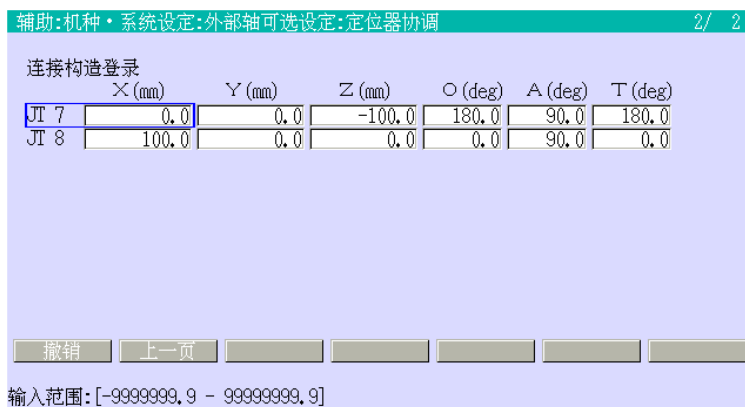 辅助:机种・系统设定:外部轴可选设定:定位器协调 2/ 2
连接构造登录
X(mm) Y(mm) Z(mm) O(deg) A(deg) T(deg)
JT 7 0.0 0.0 -100.0 180.0 90.0 180.0
JT 8 100.0 0.0 0.0 0.0 90.0 0.0
撤销 上一页
输入范围:[-9999999.9 - 99999999.9]